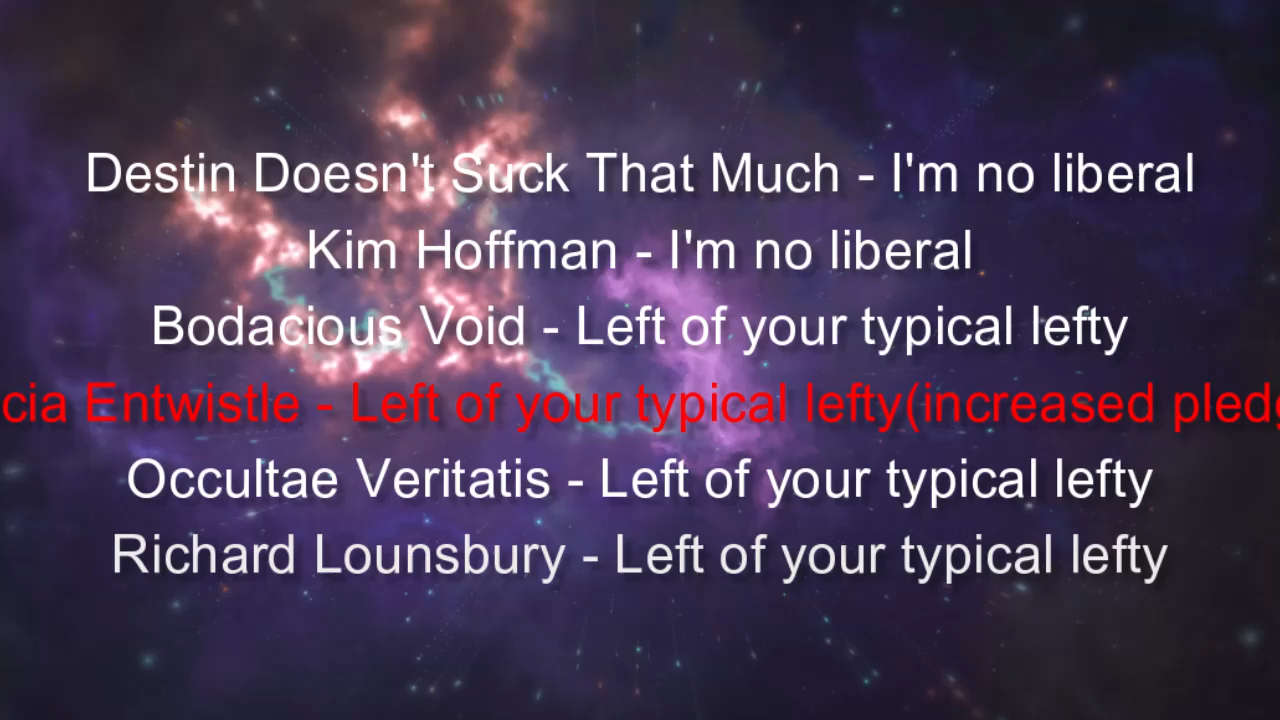 Destin Doesn't Suck That Much - I'm no liberal
Kim Hoffman - I'm no liberal
Bodacious Void - Left of your typical lefty
cia Entwistle - Left of your typical lefty(increased pledg
Occultae Veritatis - Left of your typical lefty
Richard Lounsbury - Left of your typical lefty